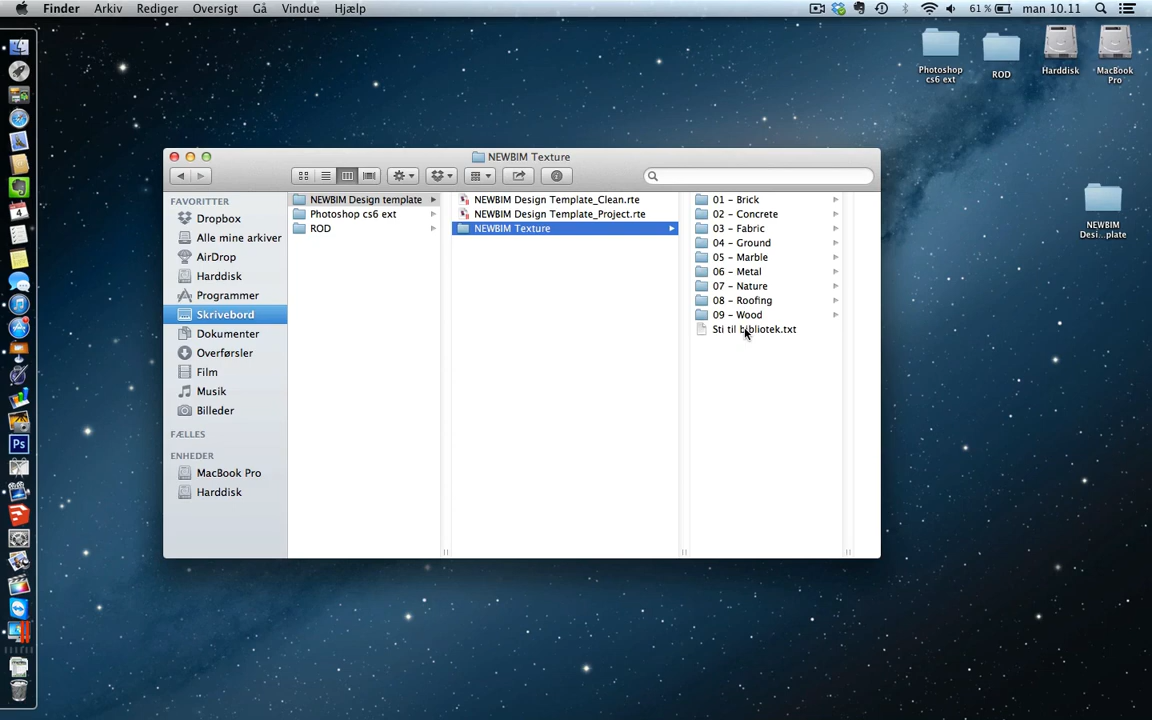 Finder Arkiv Rediger Oversigt Gå Vindue Hjælp 61 % man 10.11
Photoshop cs6 ext
ROD
Harddisk
MacBook Pro
NEWBIM Desi...plate
NEWBIM Texture
FAVORITTER
Dropbox
Alle mine arkiver
AirDrop
Harddisk
Programmer
Skrivebord
Dokumenter
Overførsler
Film
Musik
Billeder
FÆLLES
ENHEDER
MacBook Pro
Harddisk
NEWBIM Design template
Photoshop cs6 ext
ROD
NEWBIM Design Template_Clean.rte
NEWBIM Design Template_Project.rte
NEWBIM Texture
01 - Brick
02 - Concrete
03 - Fabric
04 - Ground
05 - Marble
06 - Metal
07 - Nature
08 - Roofing
09 - Wood
Sti til bibliotek.txt
4
Ps